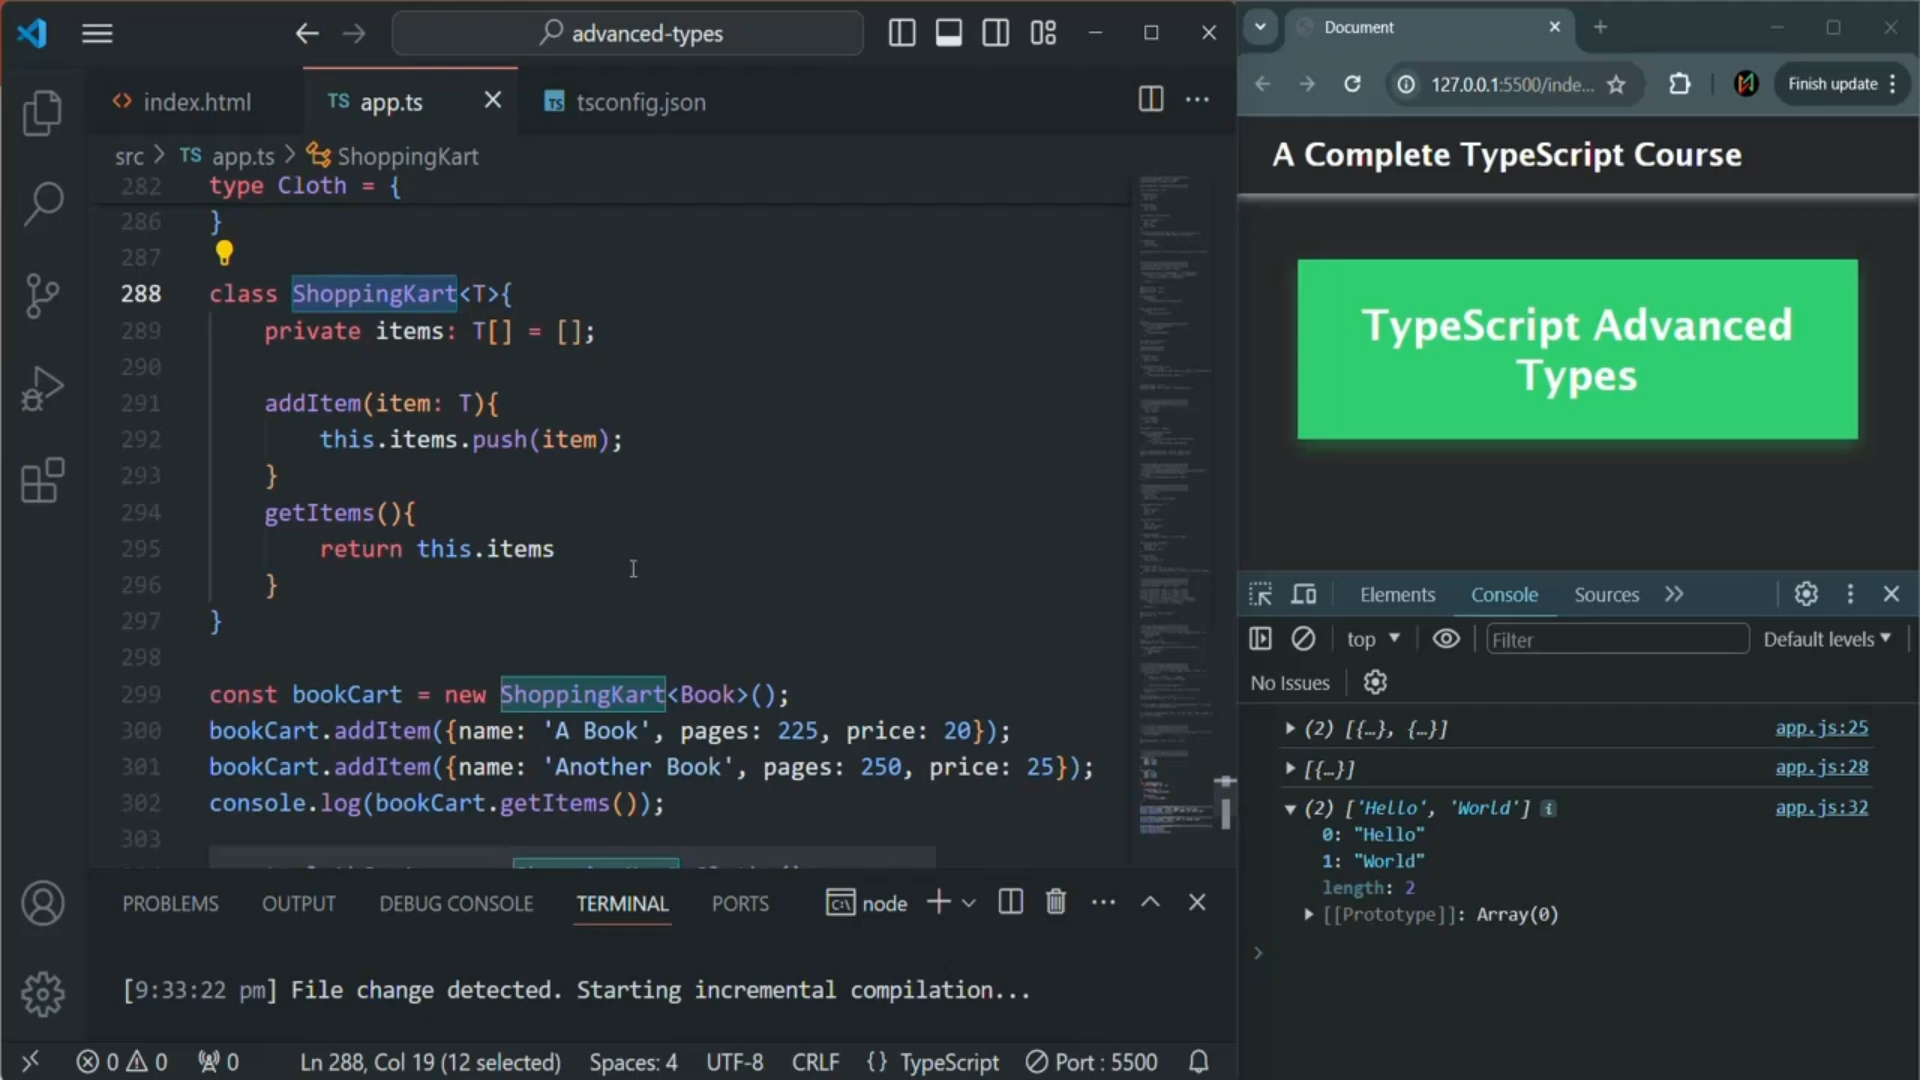 advanced-types
index.html
TS app.ts
TS tsconfig.json
src > TS app.ts > ShoppingKart
282 type Cloth = {
286 }
287
288 class ShoppingKart<T>{
289 private items: T[] = [];
290
291 addItem(item: T){
292 this.items.push(item);
293 }
294 getItems(){
295 return this.items
296 }
297 }
298
299 const bookCart = new ShoppingKart<Book>();
300 bookCart.addItem({name: 'A Book', pages: 225, price: 20});
301 bookCart.addItem({name: 'Another Book', pages: 250, price: 25});
302 console.log(bookCart.getItems());
303
PROBLEMS OUTPUT DEBUG CONSOLE TERMINAL PORTS node
[9:33:22 pm] File change detected. Starting incremental compilation...
0 0 0 Ln 288, Col 19 (12 selected) Spaces: 4 UTF-8 CRLF {} TypeScript Port : 5500
Document
127.0.0.1:5500/inde...
Finish update
A Complete TypeScript Course
TypeScript Advanced
Types
Elements Console Sources
top Filter Default levels
No Issues
(2) [{…}, {…}] app.js:25
[{…}] app.js:28
(2) ['Hello', 'World'] i app.js:32
0: "Hello"
1: "World"
length: 2
[[Prototype]]: Array(0)